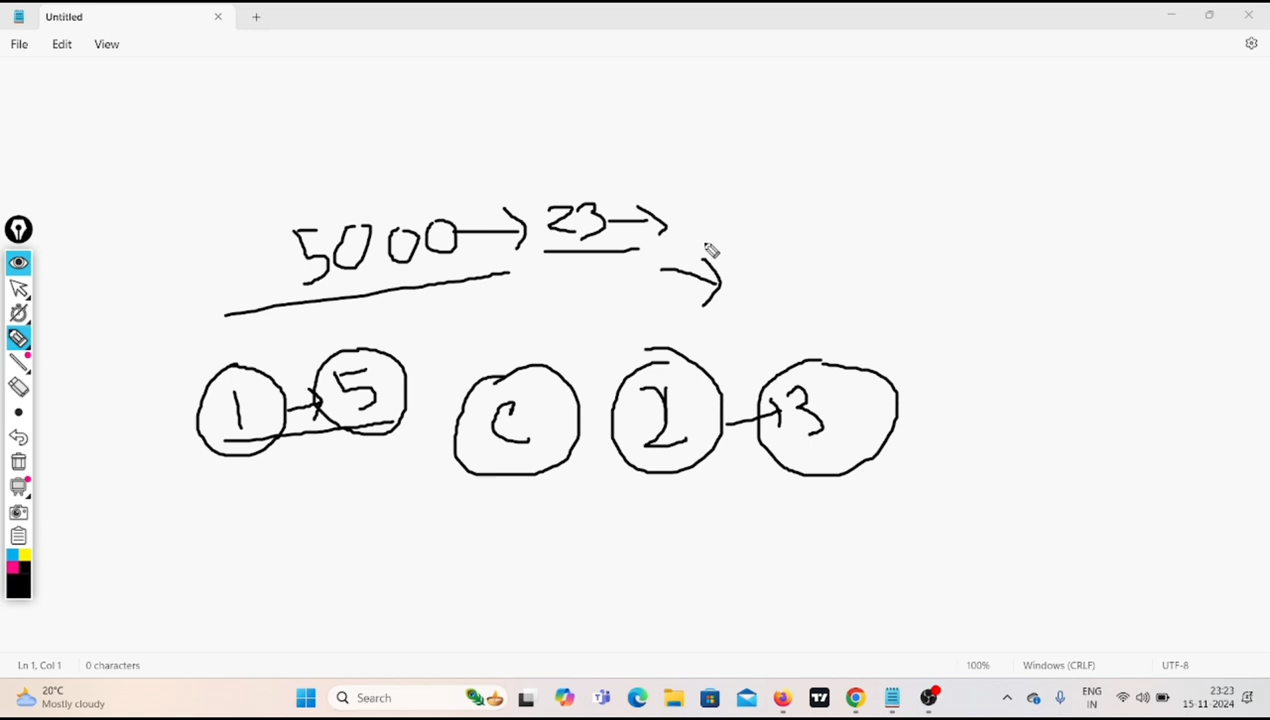 Untitled
File Edit View
5000 → 23 →
→
1 → 5 C 2 → 3
Ln 1, Col 1 0 characters 100% Windows (CRLF) UTF-8
20°C
Mostly cloudy
Search
ENG
IN
23:23
15-11-2024